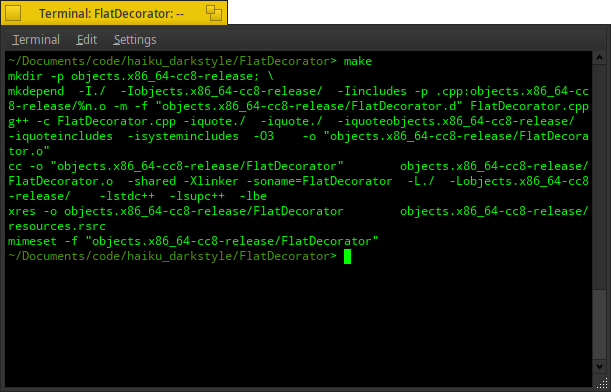 Terminal: FlatDecorator: --
Terminal Edit Settings
~/Documents/code/haiku_darkstyle/FlatDecorator> make
mkdir -p objects.x86_64-cc8-release; \
mkdepend  -I./  -Iobjects.x86_64-cc8-release/  -Iincludes -p .cpp:objects.x86_64-cc
8-release/%n.o -m -f "objects.x86_64-cc8-release/FlatDecorator.d" FlatDecorator.cpp
g++ -c FlatDecorator.cpp -iquote./  -iquote./  -iquoteobjects.x86_64-cc8-release/
-iquoteincludes  -isystemincludes  -O3    -o "objects.x86_64-cc8-release/FlatDecora
tor.o"
cc -o "objects.x86_64-cc8-release/FlatDecorator"        objects.x86_64-cc8-release/
FlatDecorator.o  -shared -Xlinker -soname=FlatDecorator  -L./  -Lobjects.x86_64-cc8
-release/    -lstdc++  -lsupc++  -lbe
xres -o objects.x86_64-cc8-release/FlatDecorator        objects.x86_64-cc8-release/
resources.rsrc
mimeset -f "objects.x86_64-cc8-release/FlatDecorator"
~/Documents/code/haiku_darkstyle/FlatDecorator>